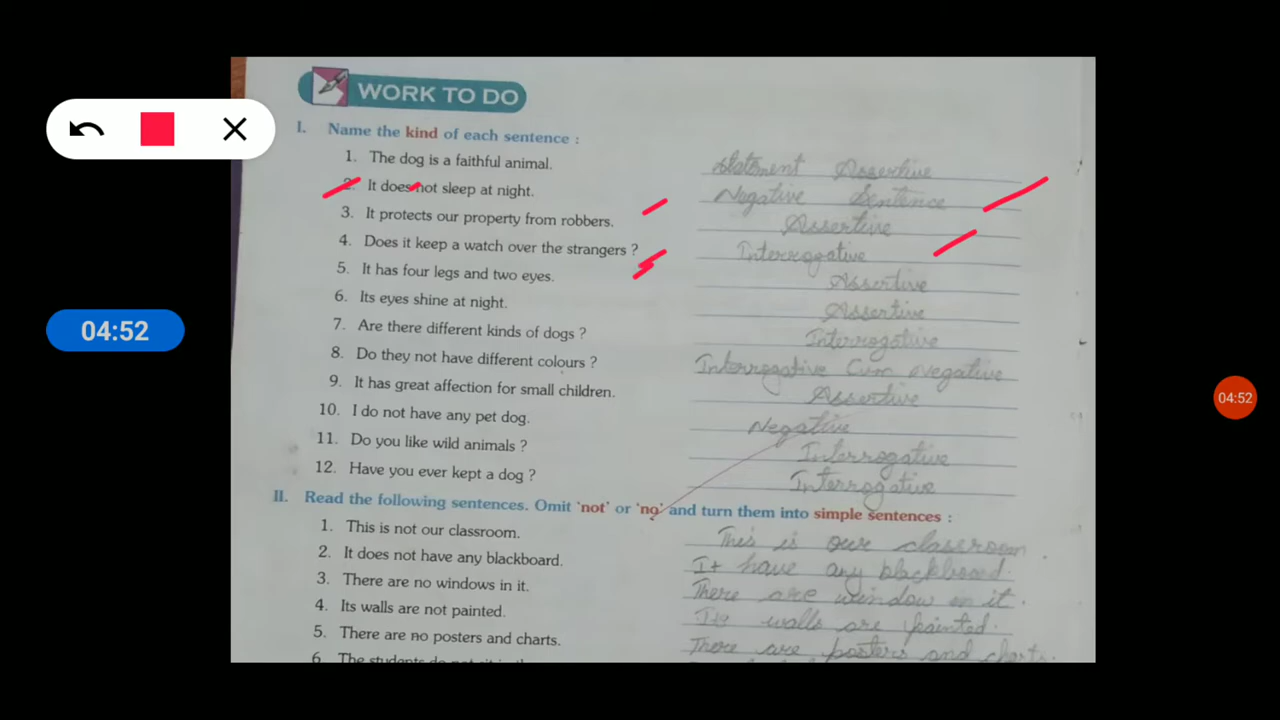 WORK TO DO
I. Name the kind of each sentence :
1. The dog is a faithful animal. Statement Assertive
2. It does not sleep at night. Negative Sentence
3. It protects our property from robbers. Assertive
4. Does it keep a watch over the strangers ? Interrogative
5. It has four legs and two eyes. Assertive
6. Its eyes shine at night. Assertive
7. Are there different kinds of dogs ? Interrogative
8. Do they not have different colours ? Interrogative Cum Negative
9. It has great affection for small children. Assertive
10. I do not have any pet dog. Negative
11. Do you like wild animals ? Interrogative
12. Have you ever kept a dog ? Interrogative
04:52
04:52
II. Read the following sentences. Omit 'not' or 'no' and turn them into simple sentences :
1. This is not our classroom. This is our classroom.
2. It does not have any blackboard. It have any blackboard.
3. There are no windows in it. There are window in it.
4. Its walls are not painted. Its walls are painted.
5. There are no posters and charts. There are posters and charts.
6. The students do not sit in the